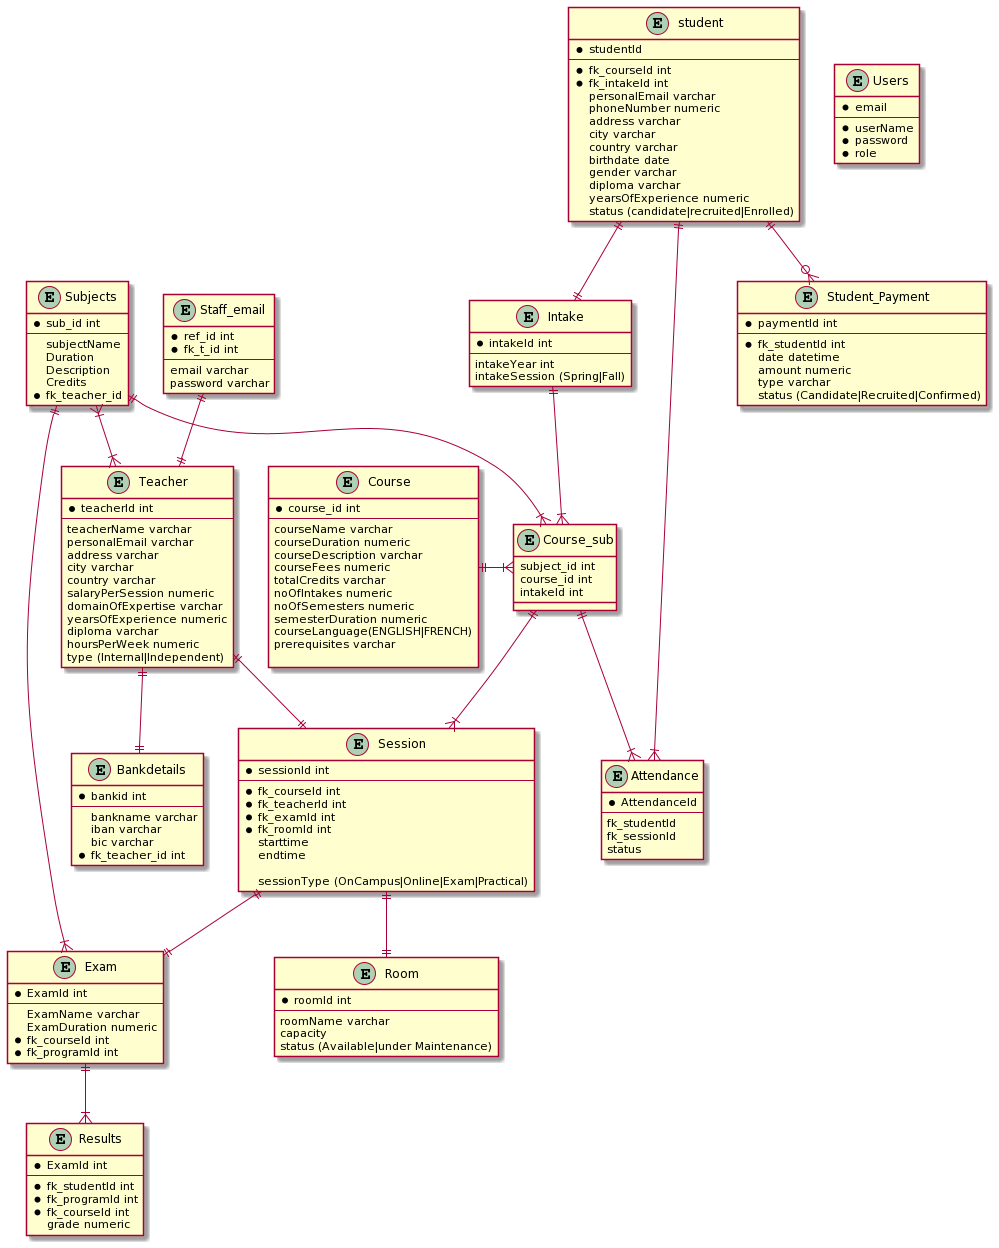 E student
studentId
fk_courseId int
fk_intakeId int
personalEmail varchar
phoneNumber numeric
address varchar
city varchar
country varchar
birthdate date
gender varchar
diploma varchar
yearsOfExperience numeric
status (candidate|recruited|Enrolled)
E Users
email
userName
password
role
E Subjects
sub_id int
subjectName
Duration
Description
Credits
fk_teacher_id
E Staff_email
ref_id int
fk_t_id int
email varchar
password varchar
E Intake
intakeId int
intakeYear int
intakeSession (Spring|Fall)
E Student_Payment
paymentId int
fk_studentId int
date datetime
amount numeric
type varchar
status (Candidate|Recruited|Confirmed)
E Teacher
teacherId int
teacherName varchar
personalEmail varchar
address varchar
city varchar
country varchar
salaryPerSession numeric
domainOfExpertise varchar
yearsOfExperience numeric
diploma varchar
hoursPerWeek numeric
type (Internal|Independent)
E Course
course_id int
courseName varchar
courseDuration numeric
courseDescription varchar
courseFees numeric
totalCredits varchar
noOfIntakes numeric
noOfSemesters numeric
semesterDuration numeric
courseLanguage(ENGLISH|FRENCH)
prerequisites varchar
E Course_sub
subject_id int
course_id int
intakeId int
E Bankdetails
bankid int
bankname varchar
iban varchar
bic varchar
fk_teacher_id int
E Session
sessionId int
fk_courseId int
fk_teacherId int
fk_examId int
fk_roomId int
starttime
endtime
sessionType (OnCampus|Online|Exam|Practical)
E Attendance
AttendanceId
fk_studentId
fk_sessionId
status
E Exam
ExamId int
ExamName varchar
ExamDuration numeric
fk_courseId int
fk_programId int
E Room
roomId int
roomName varchar
capacity
status (Available|under Maintenance)
E Results
ExamId int
fk_studentId int
fk_programId int
fk_courseId int
grade numeric